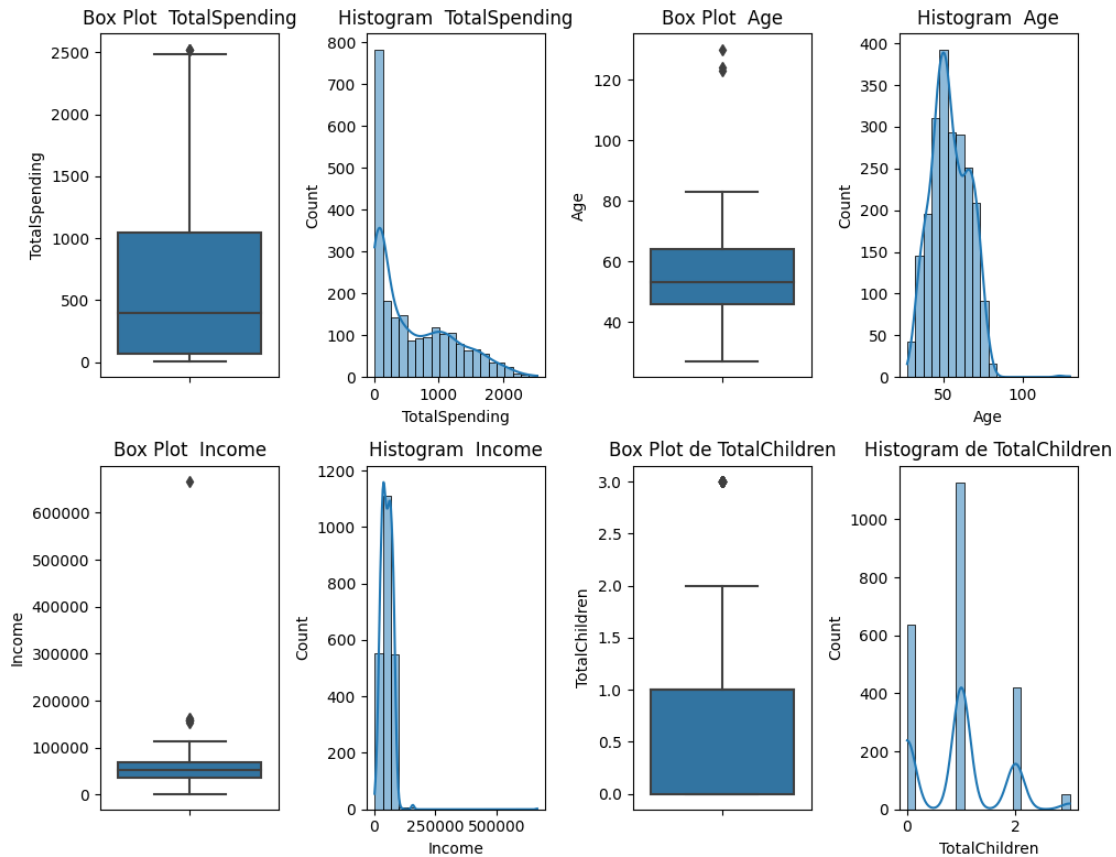 Box Plot  TotalSpending
TotalSpending
2500
2000
1500
1000
500
0
Histogram  TotalSpending
Count
800
700
600
500
400
300
200
100
0
0 1000 2000
TotalSpending
Box Plot  Age
Age
120
100
80
60
40
Histogram  Age
Count
400
350
300
250
200
150
100
50
0
50 100
Age
Box Plot  Income
Income
600000
500000
400000
300000
200000
100000
0
Histogram  Income
Count
1200
1000
800
600
400
200
0
0 250000 500000
Income
Box Plot de TotalChildren
TotalChildren
3.0
2.5
2.0
1.5
1.0
0.5
0.0
Histogram de TotalChildren
Count
1000
800
600
400
200
0
0 2
TotalChildren